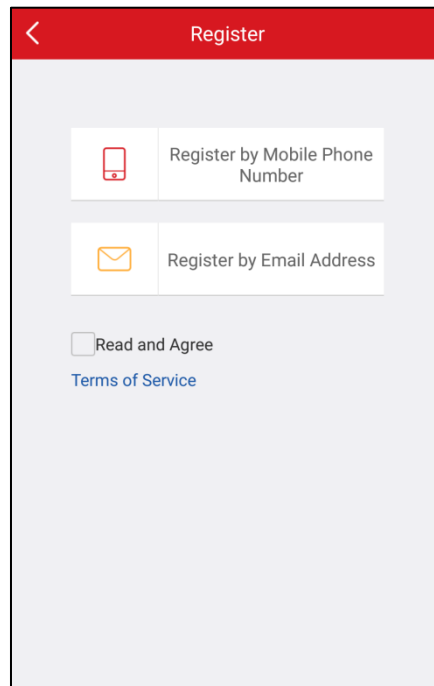 Register
Register by Mobile Phone
Number
Register by Email Address
Read and Agree
Terms of Service